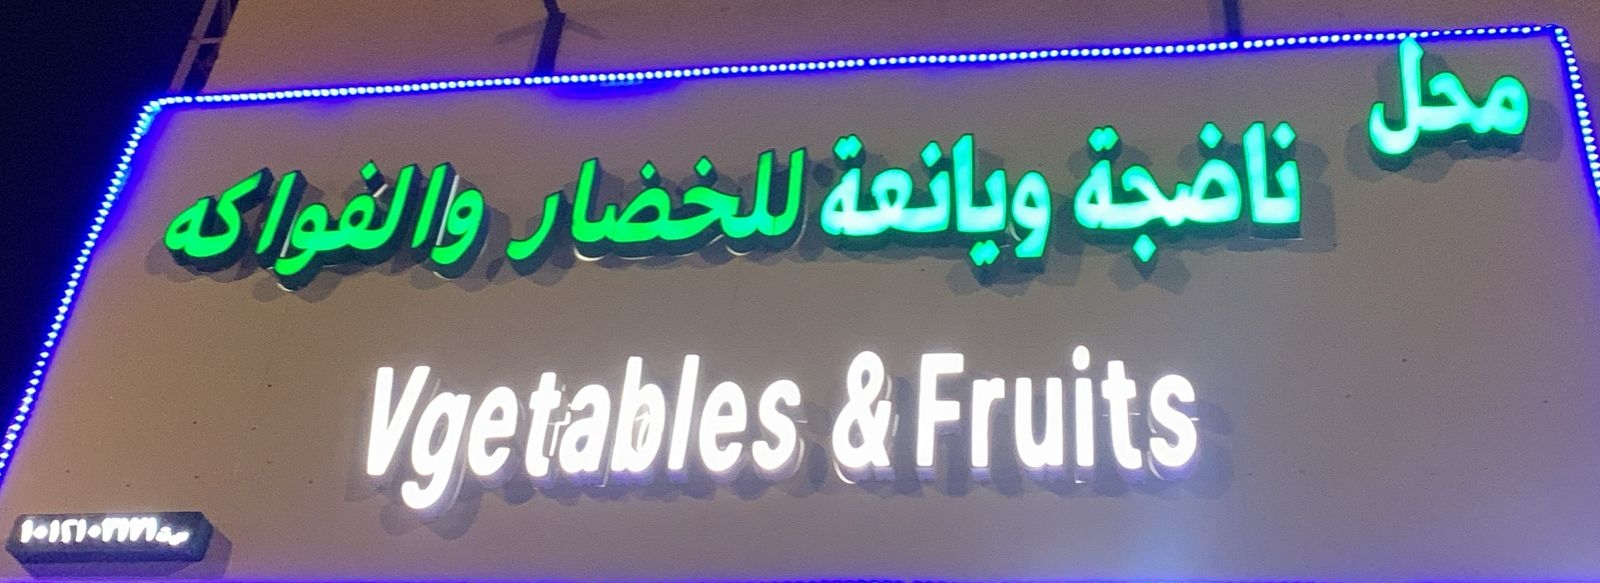 محل
ناضجة ويانعة للخضار والفواكه
Vgetables & Fruits